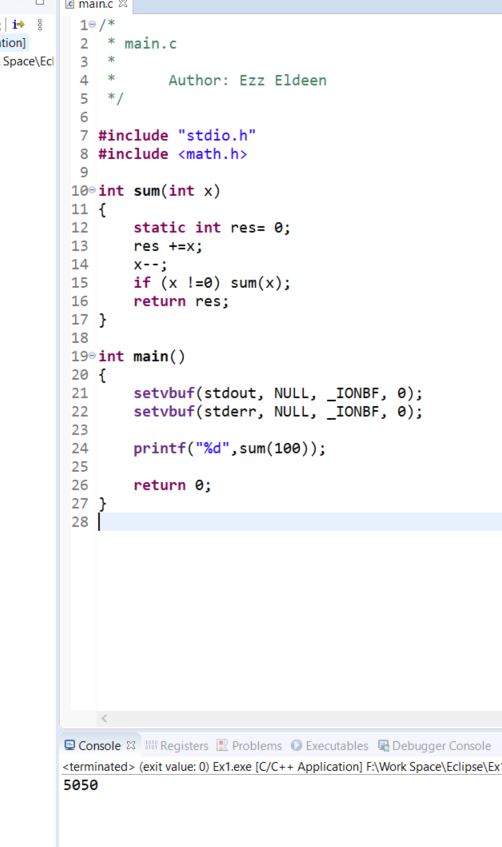 main.c
1 /*
2  * main.c
3  *
4  *      Author: Ezz Eldeen
5  */
6
7 #include "stdio.h"
8 #include <math.h>
9
10 int sum(int x)
11 {
12     static int res= 0;
13     res +=x;
14     x--;
15     if (x !=0) sum(x);
16     return res;
17 }
18
19 int main()
20 {
21     setvbuf(stdout, NULL, _IONBF, 0);
22     setvbuf(stderr, NULL, _IONBF, 0);
23
24     printf("%d",sum(100));
25
26     return 0;
27 }
28
tion]
Space\Ecl
Console Registers Problems Executables Debugger Console
<terminated> (exit value: 0) Ex1.exe [C/C++ Application] F:\Work Space\Eclipse\Ex
5050